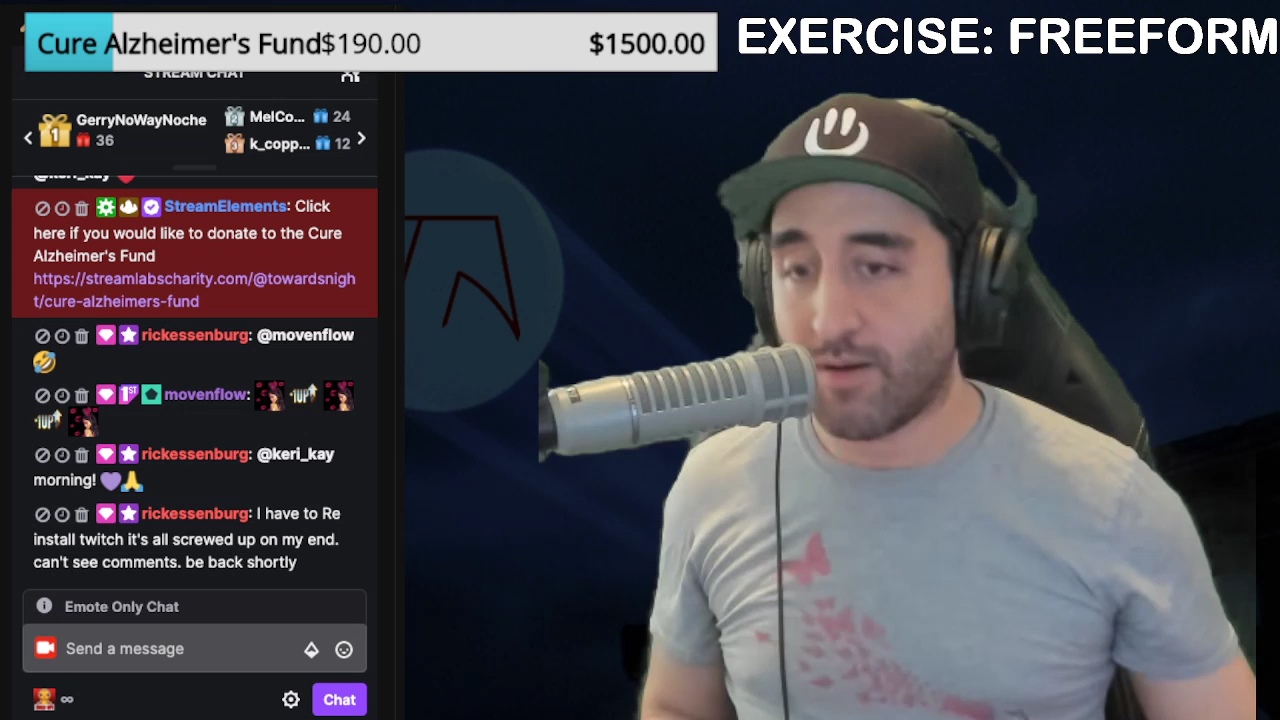 Cure Alzheimer's Fund$190.00 $1500.00
EXERCISE: FREEFORM
STREAM CHAT
GerryNoWayNoche
36
MelCo... 24
k_copp... 12
@keri_kay
StreamElements: Click
here if you would like to donate to the Cure
Alzheimer's Fund
https://streamlabscharity.com/@towardsnigh
t/cure-alzheimers-fund
rickessenburg: @movenflow
movenflow: 1UP
1UP
rickessenburg: @keri_kay
morning!
rickessenburg: I have to Re
install twitch it's all screwed up on my end.
can't see comments. be back shortly
Emote Only Chat
Send a message
Chat